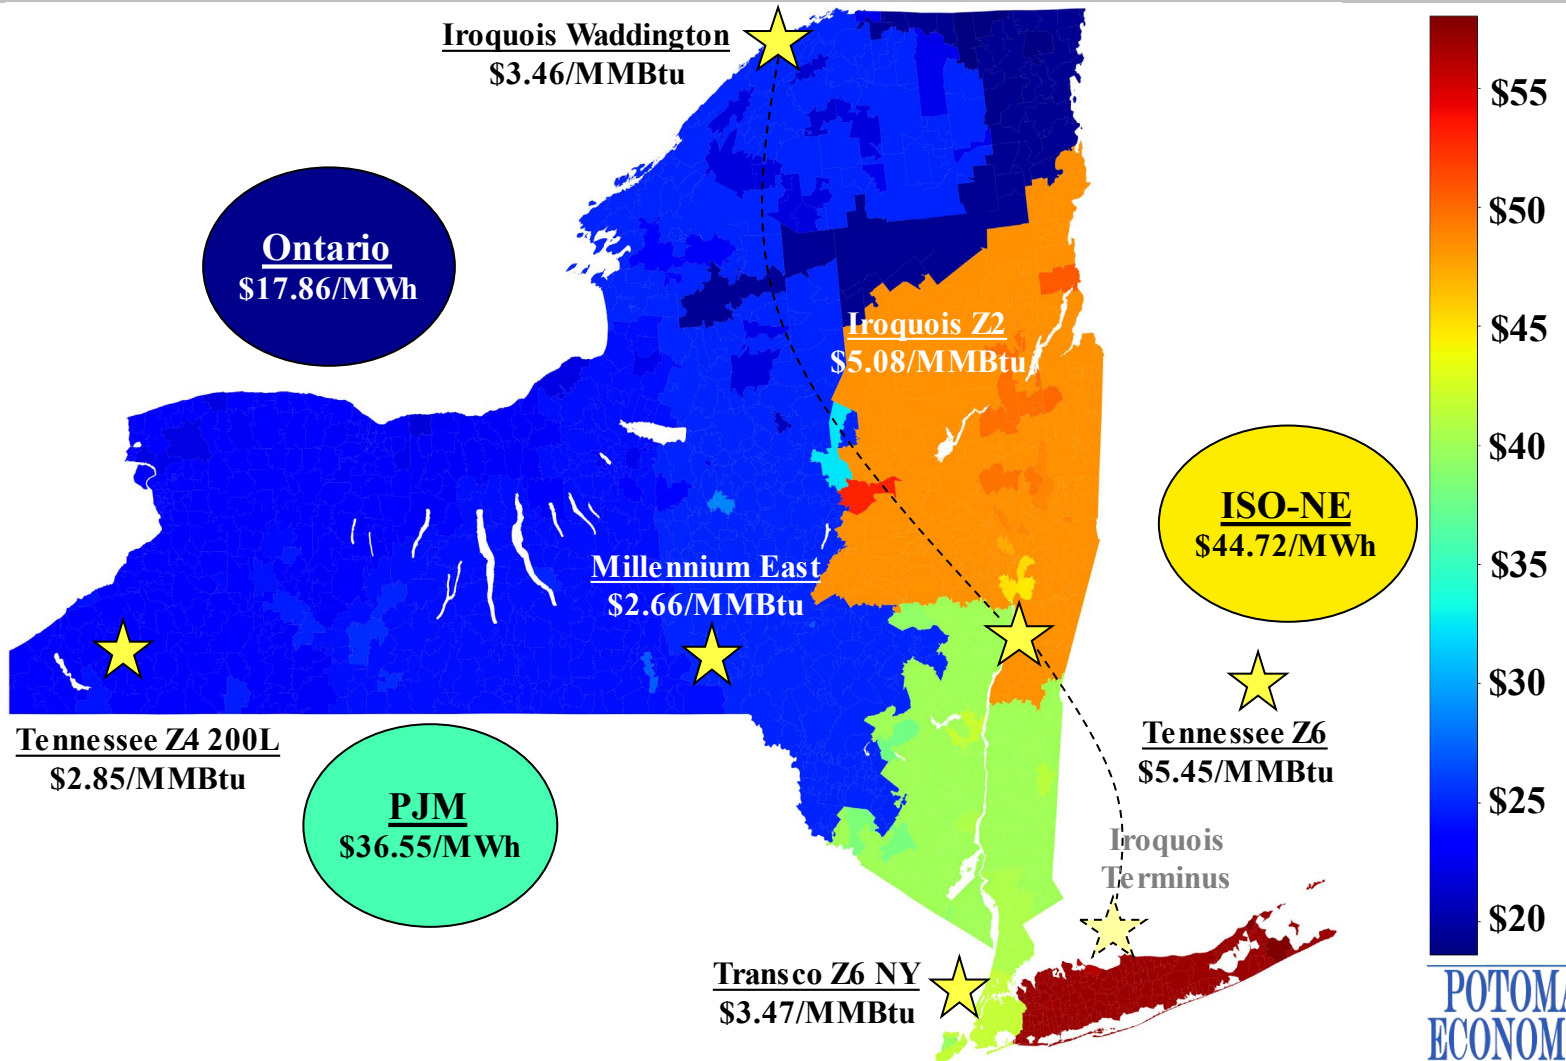 Iroquois Waddington
$3.46/MMBtu
Ontario
$17.86/MWh
Iroquois Z2
$5.08/MMBtu
ISO-NE
$44.72/MWh
Millennium East
$2.66/MMBtu
Tennessee Z4 200L
$2.85/MMBtu
PJM
$36.55/MWh
Tennessee Z6
$5.45/MMBtu
Iroquois
Terminus
Transco Z6 NY
$3.47/MMBtu
$55
$50
$45
$40
$35
$30
$25
$20
POTOMA
ECONOM